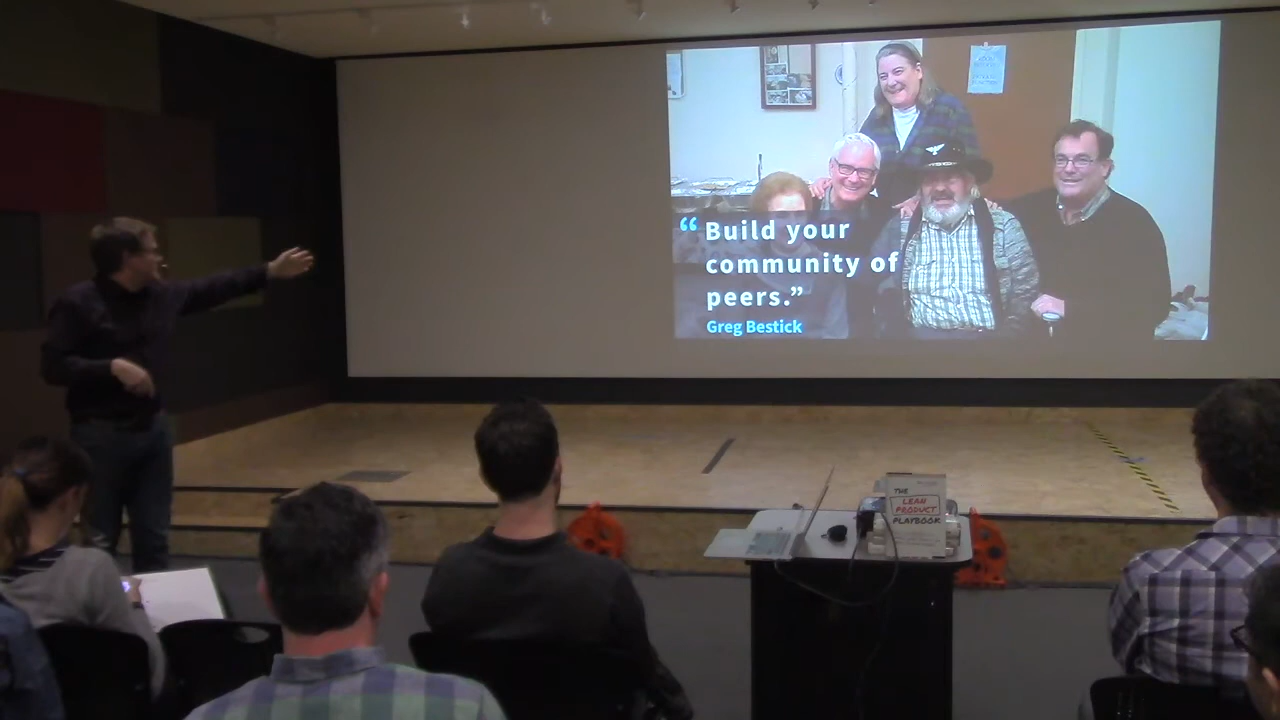 “Build your
community of
peers.”
Greg Bestick
THE
LEAN
PRODUCT
PLAYBOOK